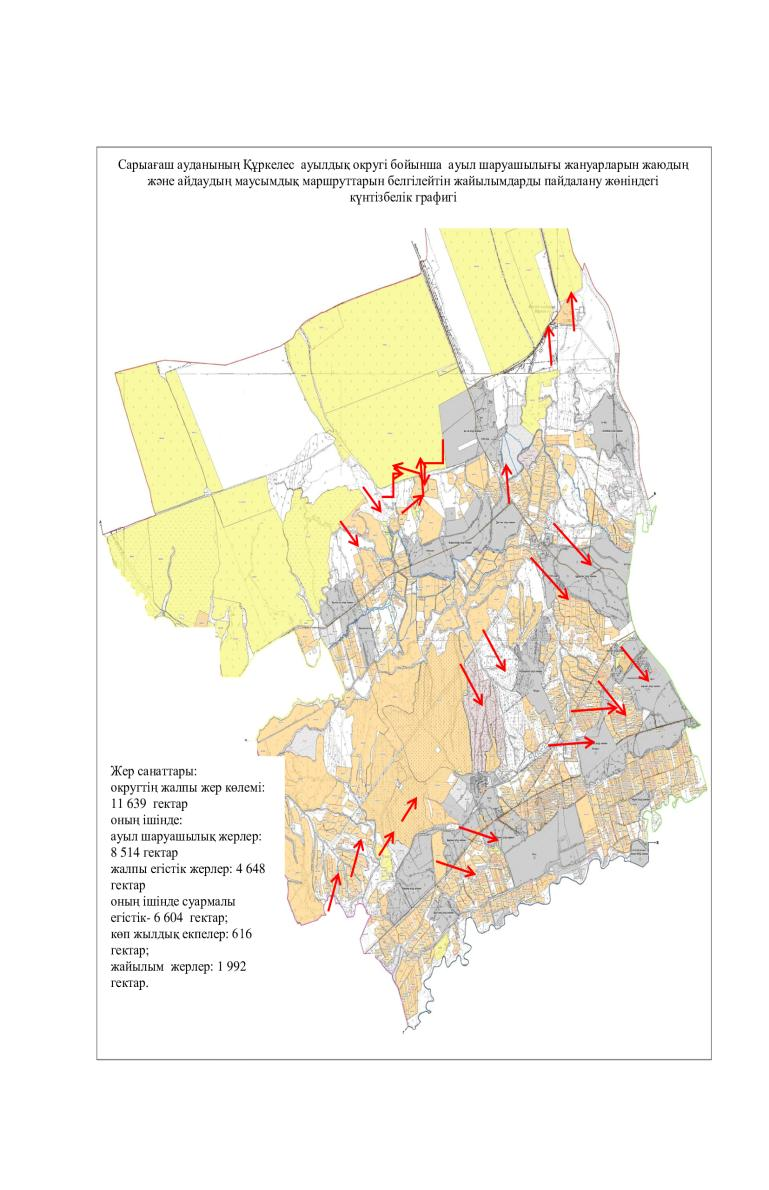 Сарыағаш ауданының Құркелес ауылдық округі бойынша ауыл шаруашылығы жануарларын жаюдың
және айдаудың маусымдық маршруттарын белгілейтін жайылымдарды пайдалану жөніндегі
күнтізбелік графигі
Жер санаттары:
округтің жалпы жер көлемі:
11 639 гектар
оның ішінде:
ауыл шаруашылық жерлер:
8 514 гектар
жалпы егістік жерлер: 4 648
гектар
оның ішінде суармалы
егістік- 6 604 гектар;
көп жылдық екпелер: 616
гектар;
жайылым жерлер: 1 992
гектар.